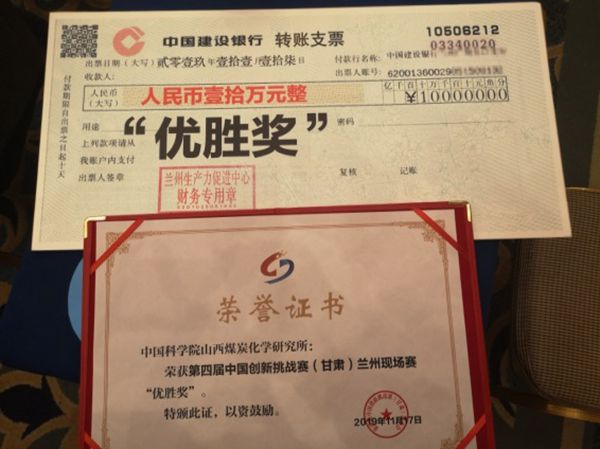 中国建设银行 转账支票
10506212
03340020
出票日期（大写）贰零壹玖年壹拾壹月壹拾柒日
付款行名称：中国建设银行
收款人：
出票人账号：62001360029
人民币
（大写）
人民币壹拾万元整
亿千百十万千百十元角分
¥10000000
用途
密码
“优胜奖”
上列款项请从
我账户内支付
出票人签章
复核 记账
付款期限自出票之日起十天
兰州生产力促进中心
财务专用章
荣誉证书
中国科学院山西煤炭化学研究所：
荣获第四届中国创新挑战赛（甘肃）兰州现场赛
“优胜奖”。
特颁此证，以资鼓励。
2019年11月17日